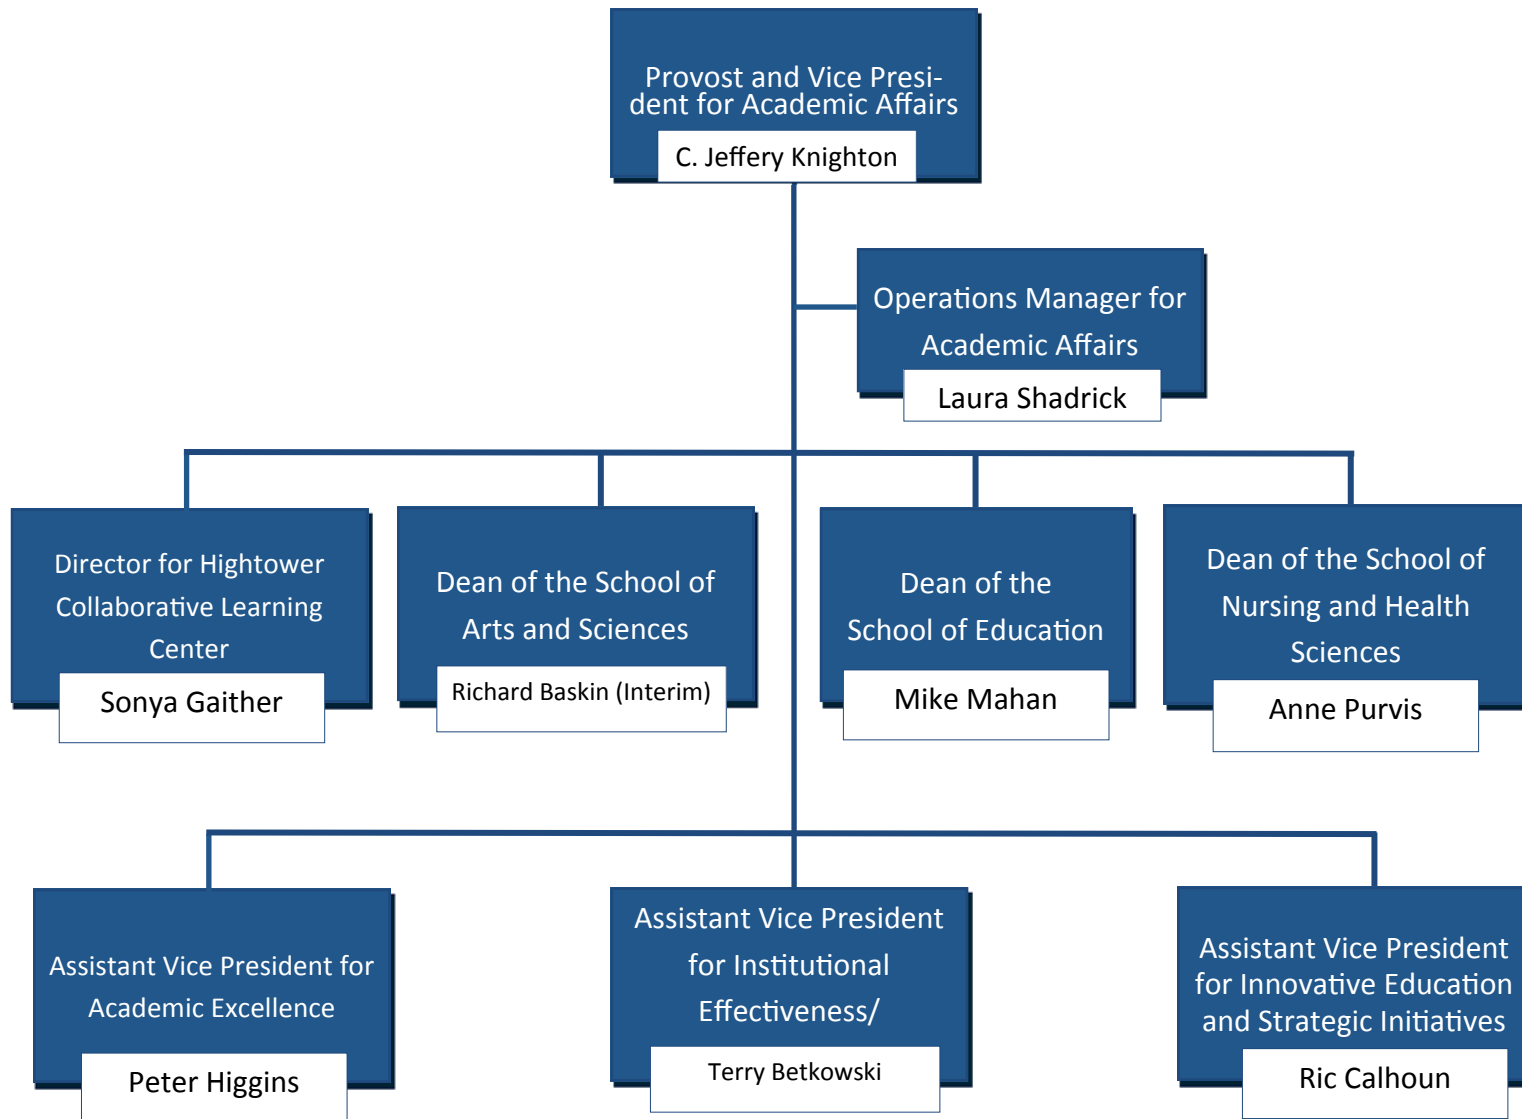 Provost and Vice Presi-
dent for Academic Affairs
C. Jeffery Knighton
Operations Manager for
Academic Affairs
Laura Shadrick
Director for Hightower
Collaborative Learning
Center
Sonya Gaither
Dean of the School of
Arts and Sciences
Richard Baskin (Interim)
Dean of the
School of Education
Mike Mahan
Dean of the School of
Nursing and Health
Sciences
Anne Purvis
Assistant Vice President for
Academic Excellence
Peter Higgins
Assistant Vice President
for Institutional
Effectiveness/
Terry Betkowski
Assistant Vice President
for Innovative Education
and Strategic Initiatives
Ric Calhoun